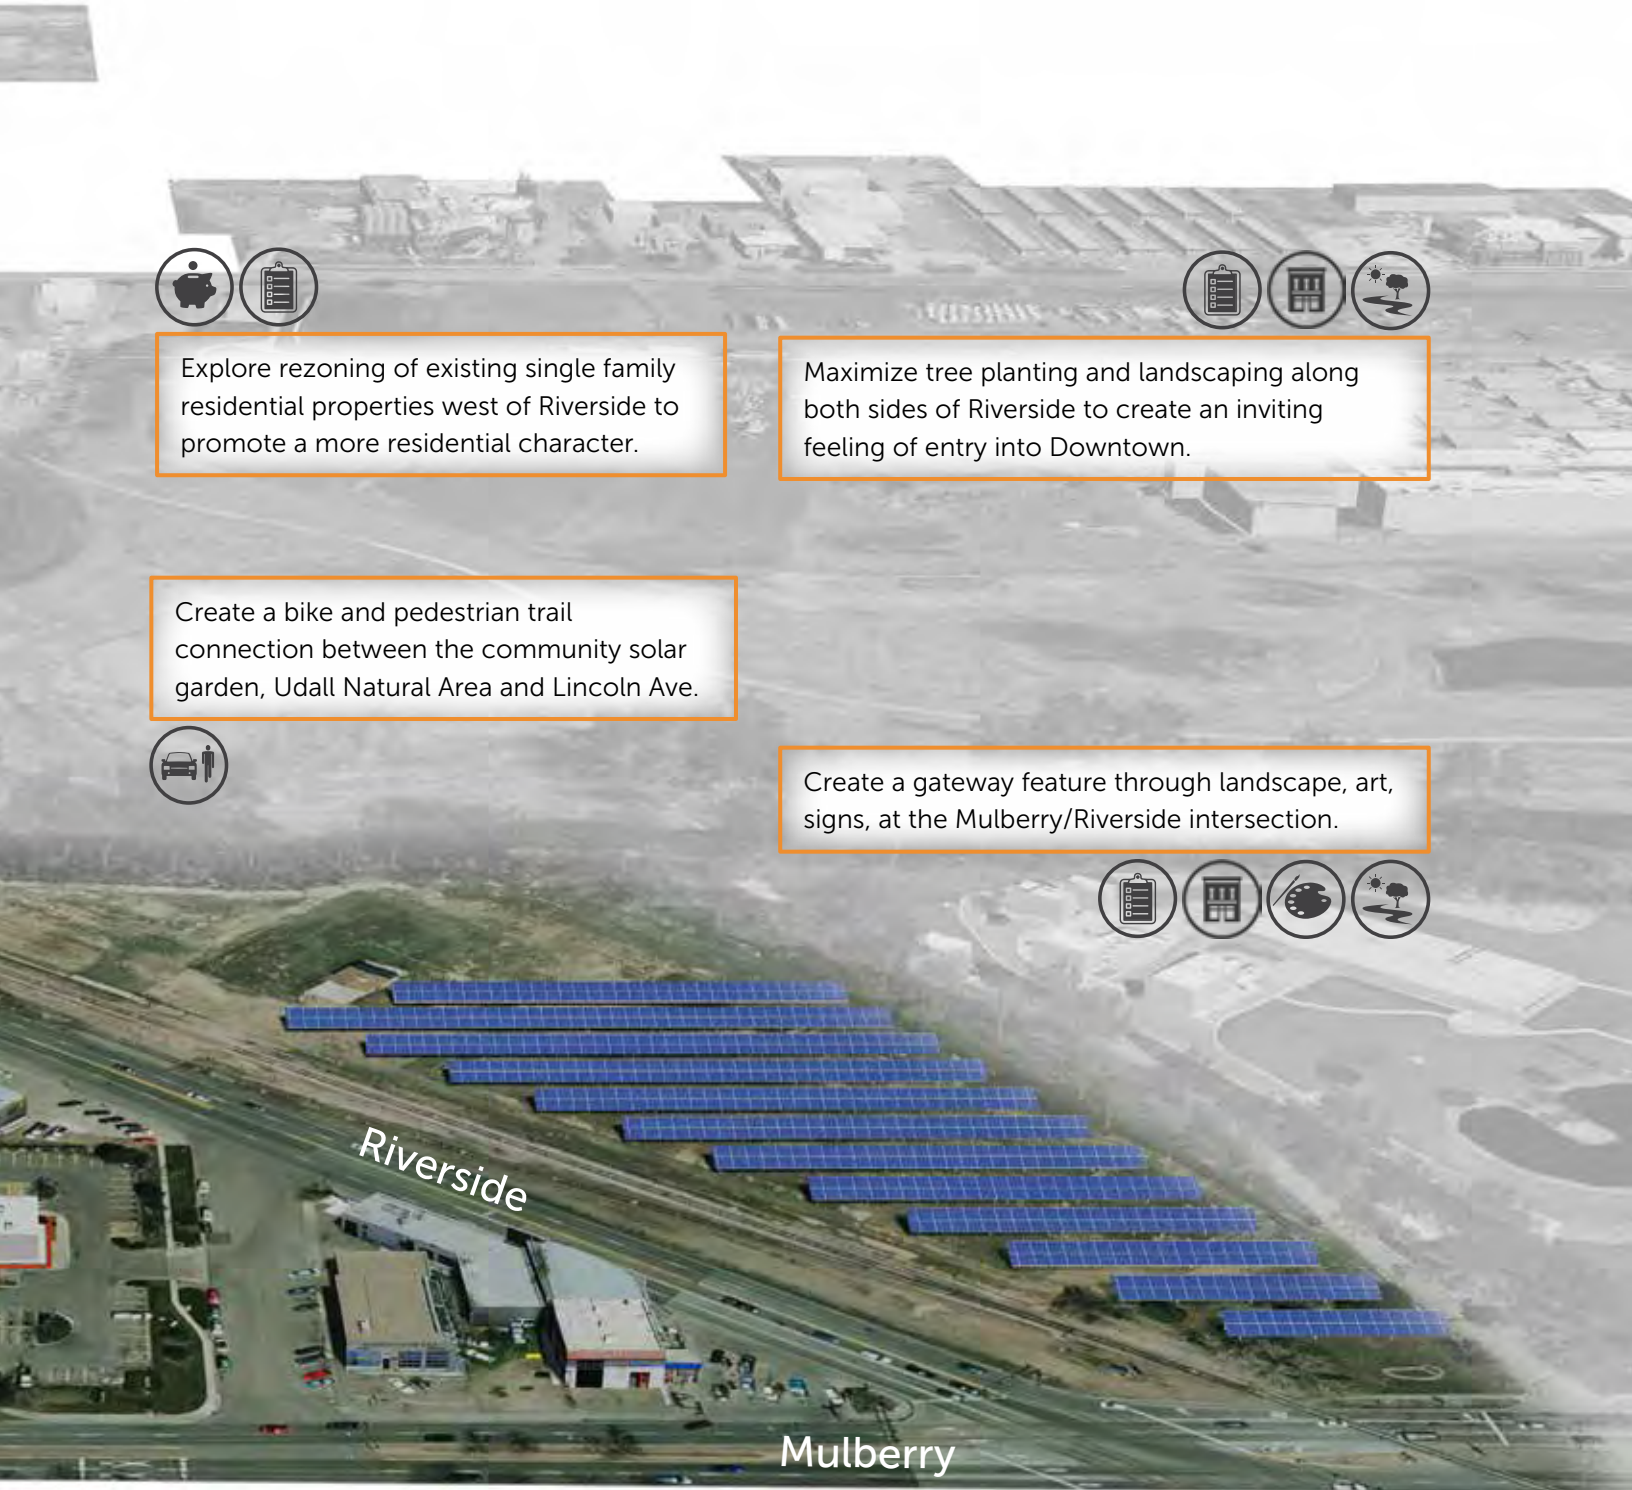 Explore rezoning of existing single family
residential properties west of Riverside to
promote a more residential character.
Maximize tree planting and landscaping along
both sides of Riverside to create an inviting
feeling of entry into Downtown.
Create a bike and pedestrian trail
connection between the community solar
garden, Udall Natural Area and Lincoln Ave.
Create a gateway feature through landscape, art,
signs, at the Mulberry/Riverside intersection.
Riverside
Mulberry